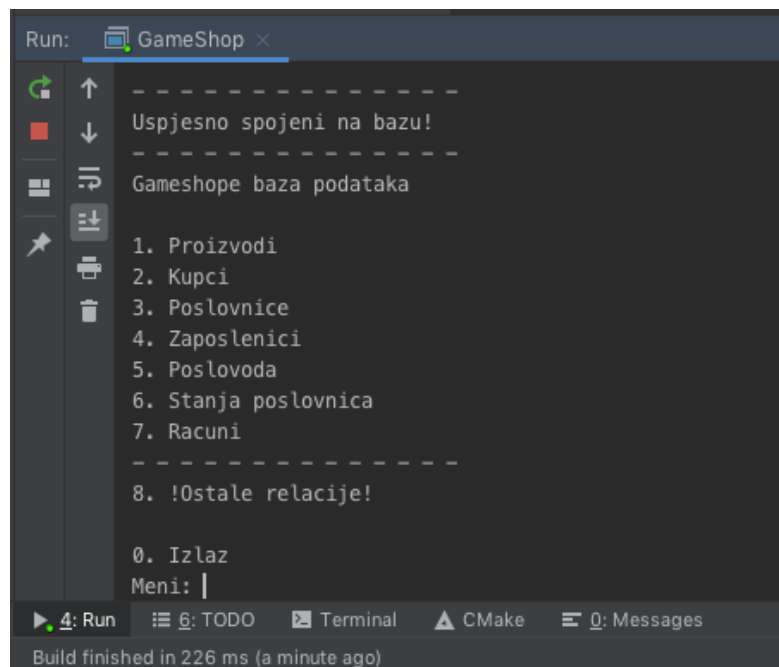 Run: GameShop ×
- - - - - - - - - - - - - -
Uspjesno spojeni na bazu!
- - - - - - - - - - - - - -
Gameshope baza podataka
1. Proizvodi
2. Kupci
3. Poslovnice
4. Zaposlenici
5. Poslovoda
6. Stanja poslovnica
7. Racuni
- - - - - - - - - - - - - -
8. !Ostale relacije!
0. Izlaz
Meni:
4: Run 6: TODO Terminal CMake 0: Messages
Build finished in 226 ms (a minute ago)